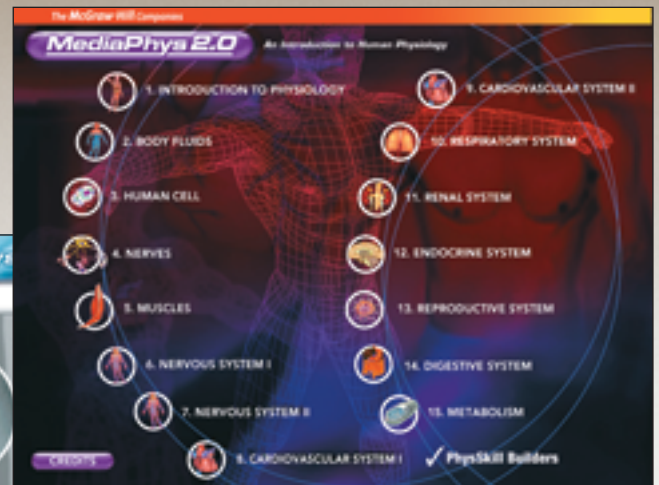 The McGraw-Hill Companies
MediaPhys 2.0
An Introduction to Human Physiology
1. INTRODUCTION TO PHYSIOLOGY
2. BODY FLUIDS
3. HUMAN CELL
4. NERVES
5. MUSCLES
6. NERVOUS SYSTEM I
7. NERVOUS SYSTEM II
8. CARDIOVASCULAR SYSTEM I
9. CARDIOVASCULAR SYSTEM II
10. RESPIRATORY SYSTEM
11. RENAL SYSTEM
12. ENDOCRINE SYSTEM
13. REPRODUCTIVE SYSTEM
14. DIGESTIVE SYSTEM
15. METABOLISM
✓ PhysSkill Builders
CREDITS